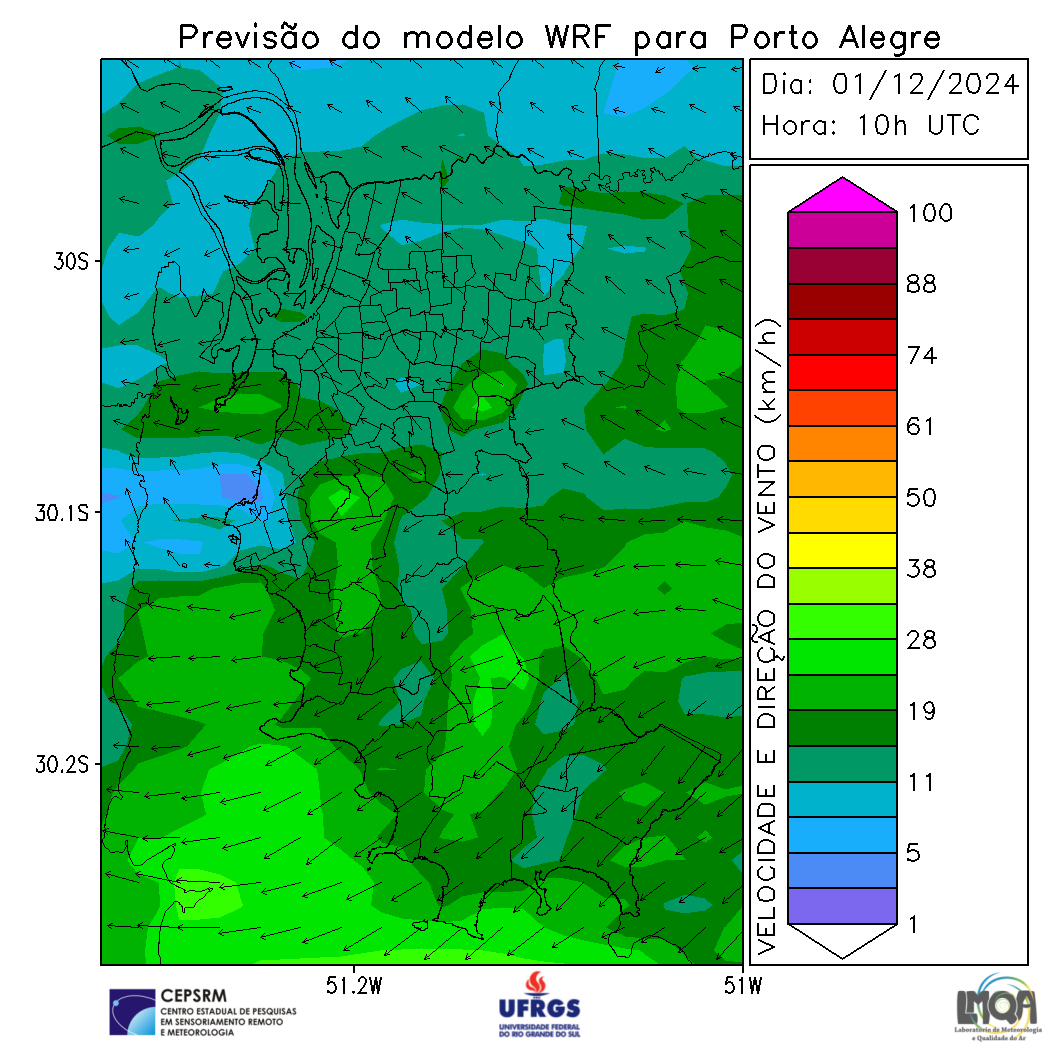 Previsão do modelo WRF para Porto Alegre
Dia: 01/12/2024
Hora: 10h UTC
30S
30.1S
30.2S
51.2W
51W
VELOCIDADE E DIREÇÃO DO VENTO (km/h)
100
88
74
61
50
38
28
19
11
5
1
CEPSRM
CENTRO ESTADUAL DE PESQUISAS
EM SENSORIAMENTO REMOTO
E METEOROLOGIA
UFRGS
UNIVERSIDADE FEDERAL
DO RIO GRANDE DO SUL
LMQA
Laboratório de Meteorologia
e Qualidade do Ar